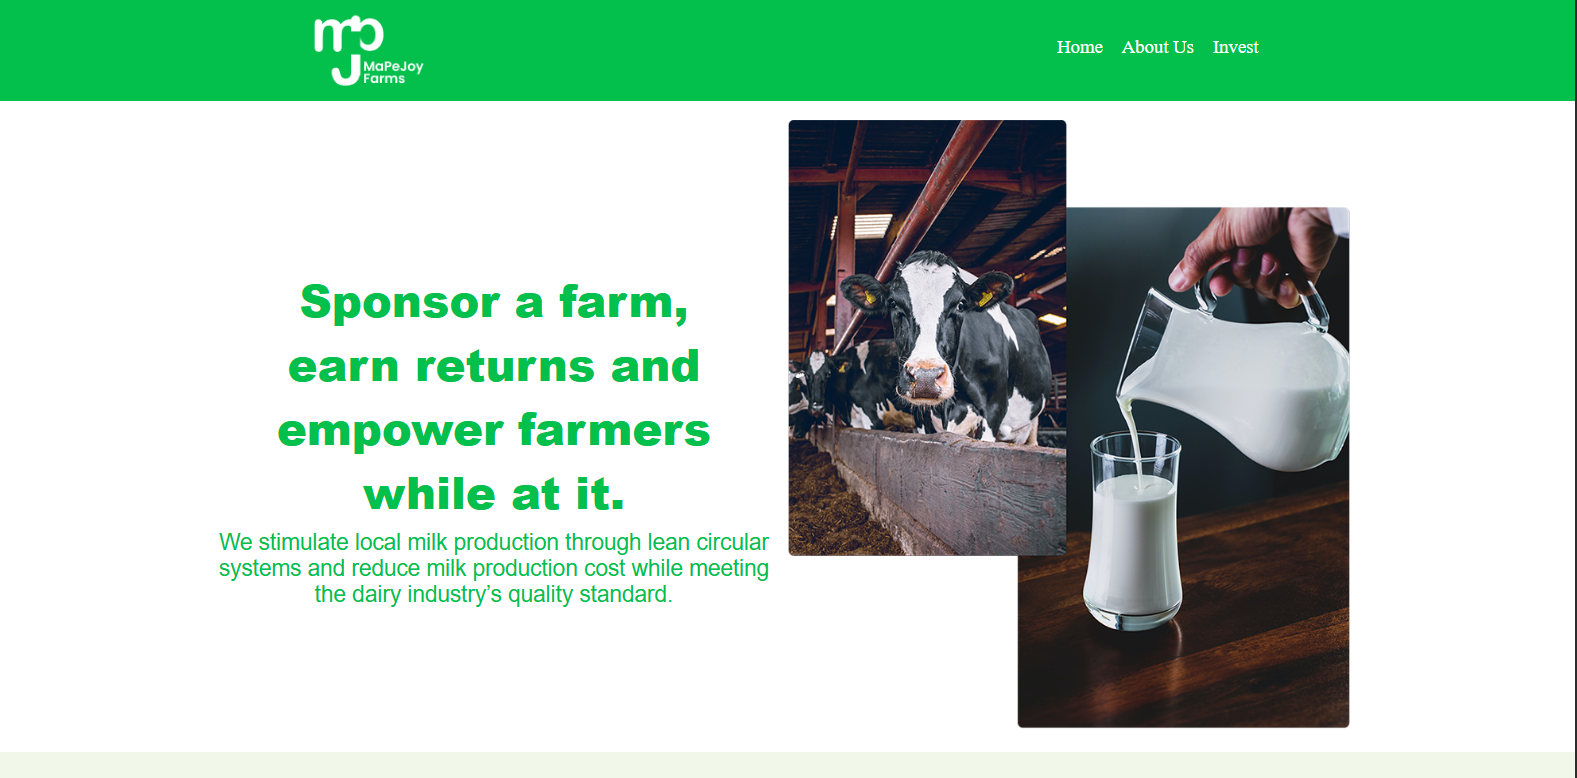 mp
J MaPeJoy
Farms
Home About Us Invest
Sponsor a farm,
earn returns and
empower farmers
while at it.
We stimulate local milk production through lean circular
systems and reduce milk production cost while meeting
the dairy industry’s quality standard.